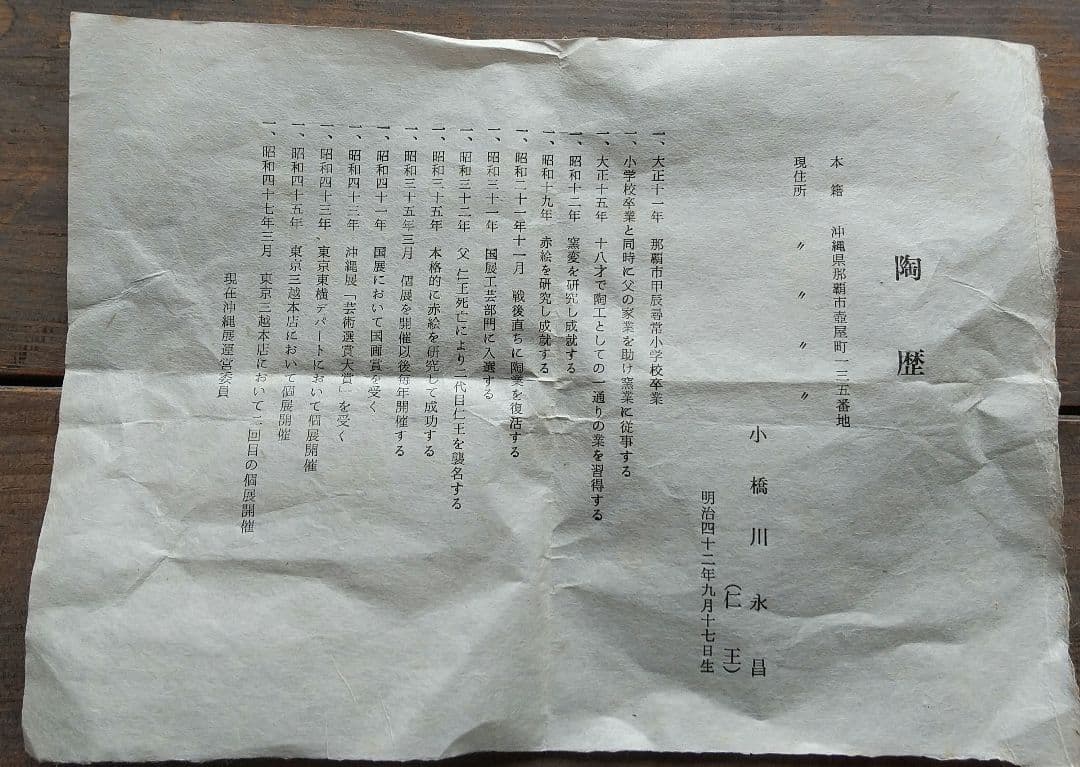 陶歴
本籍 沖縄県那覇市壺屋町一三五番地
現住所 〃 〃 〃 〃
小橋川永昌
(仁王)
明治四十二年九月十七日生
一、大正十一年 那覇市甲辰尋常小学校卒業
一、小学校卒業と同時に父の家業を助け窯業に従事する
一、大正十五年 十八才で陶工としての一通りの業を習得する
一、昭和十二年 窯変を研究し成就する
一、昭和十九年 赤絵を研究し成就する
一、昭和二十一年十一月 戦後直ちに陶業を復活する
一、昭和三十一年 国展工芸部門に入選する
一、昭和三十二年 父 仁王死亡により二代目仁王を襲名する
一、昭和三十五年 本格的に赤絵を研究して成功する
一、昭和三十五年三月 個展を開催以後毎年開催する
一、昭和四十一年 国展において国画賞を受く
一、昭和四十三年 沖縄展「芸術選賞大賞」を受く
一、昭和四十三年、東京東横デパートにおいて個展開催
一、昭和四十五年 東京三越本店において個展開催
一、昭和四十七年三月 東京三越本店において二回目の個展開催
現在沖縄展運営委員